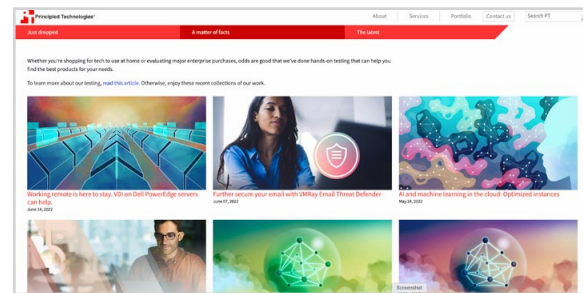 Principled Technologies®
About Services Portfolio Contact us Search PT
Just dropped A matter of facts The latest
Whether you're shopping for tech to use at home or evaluating major enterprise purchases, odds are good that we've done hands-on testing that can help you
find the best products for your needs.
To learn more about our testing, read this article. Otherwise, enjoy these recent collections of our work.
Working remote is here to stay. VDI on Dell PowerEdge servers
can help.
June 14, 2022
Further secure your email with VMRay Email Threat Defender
June 07, 2022
AI and machine learning in the cloud: Optimized instances
May 24, 2022
Screenshot